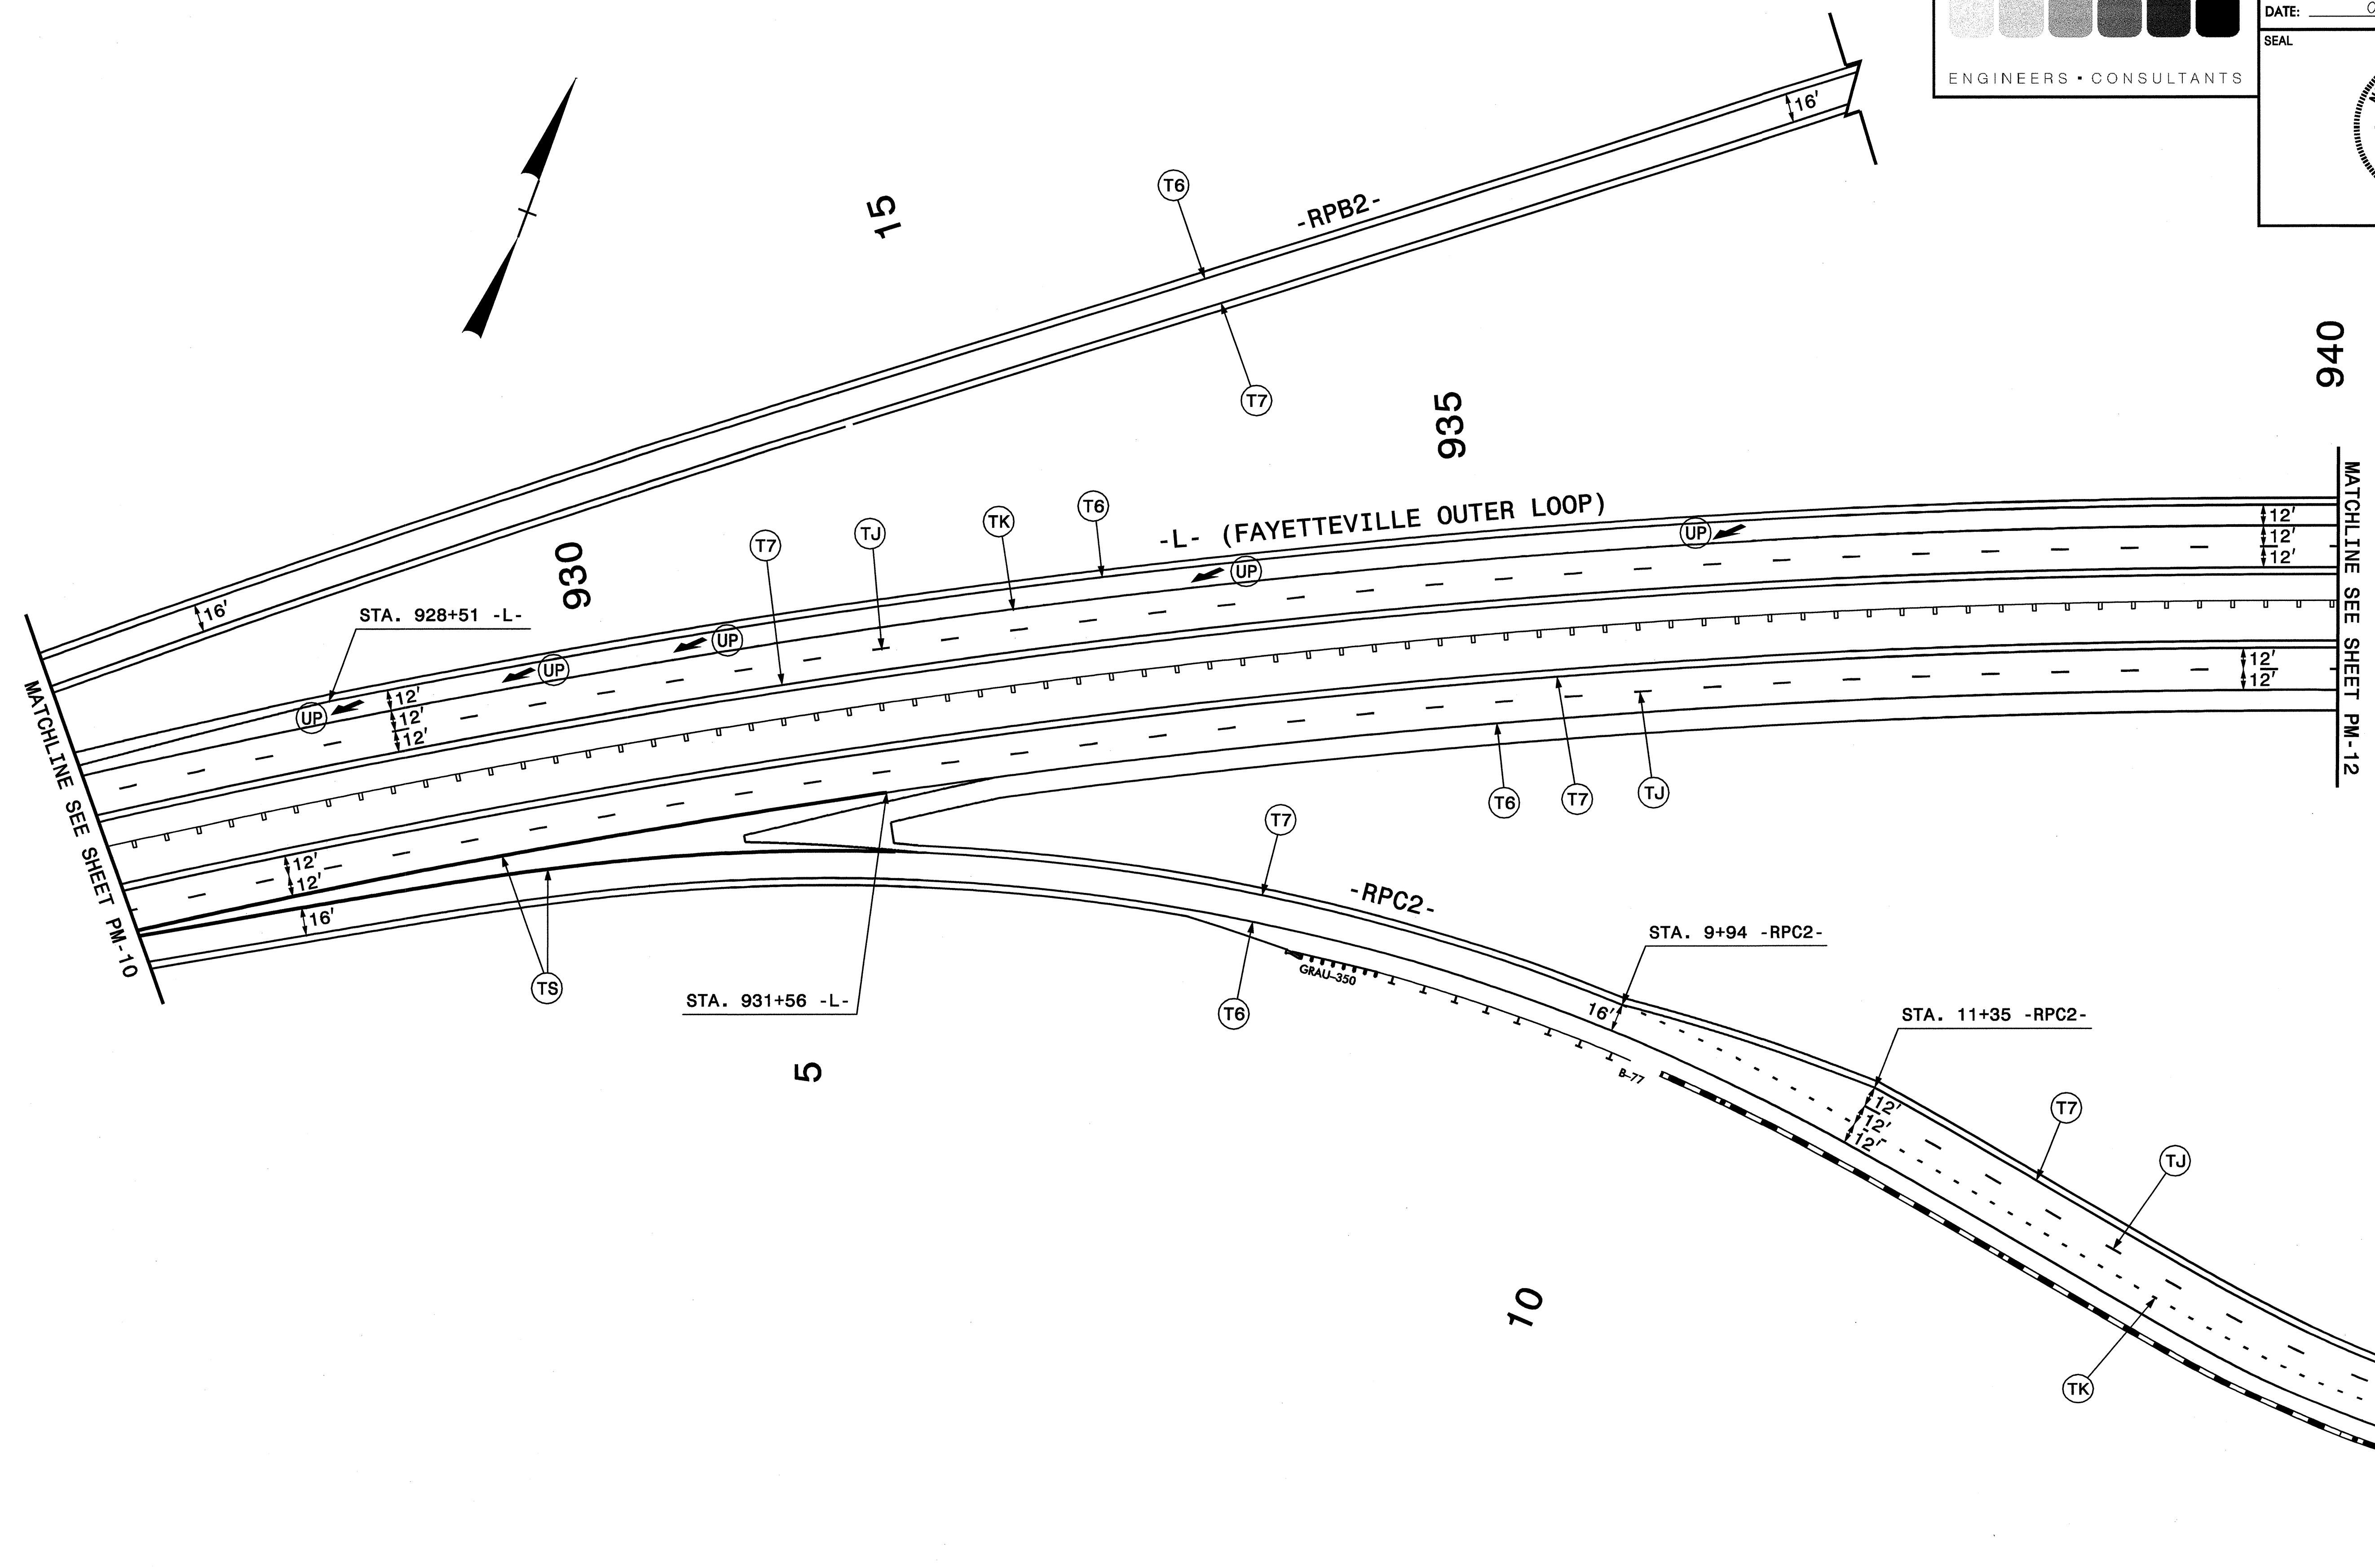 DATE:
SEAL
ENGINEERS ▪ CONSULTANTS
16'
T6
-RPB2-
15
T7
940
935
-L- (FAYETTEVILLE OUTER LOOP)
UP
UP
T6
TK
TJ
T7
930
12'
12'
12'
MATCHLINE SEE SHEET PM-12
16'
STA. 928+51 -L-
UP
UP
UP
12'
12'
12'
12'
12'
MATCHLINE SEE SHEET PM-10
T6
T7
TJ
12'
12'
16'
T7
-RPC2-
TS
STA. 931+56 -L-
T6
GRAU-350
STA. 9+94 -RPC2-
16'
B-77
STA. 11+35 -RPC2-
12'
12'
12'
5
T7
TJ
10
TK